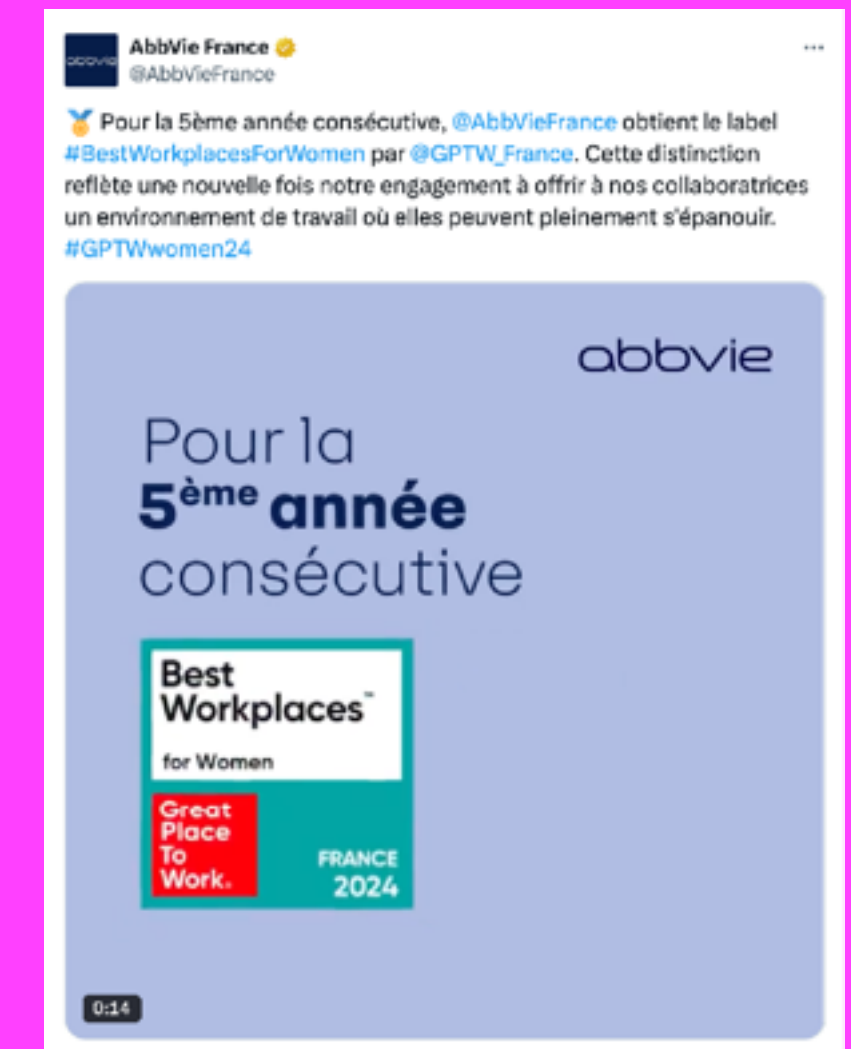 abbvie
AbbVie France
@AbbVieFrance
Pour la 5ème année consécutive, @AbbVieFrance obtient le label
#BestWorkplacesForWomen par @GPTW_France. Cette distinction
reflète une nouvelle fois notre engagement à offrir à nos collaboratrices
un environnement de travail où elles peuvent pleinement s'épanouir.
#GPTWwomen24
abbvie
Pour la
5ème année
consécutive
Best
Workplaces™
for Women
Great
Place
To
Work.
FRANCE
2024
0:14